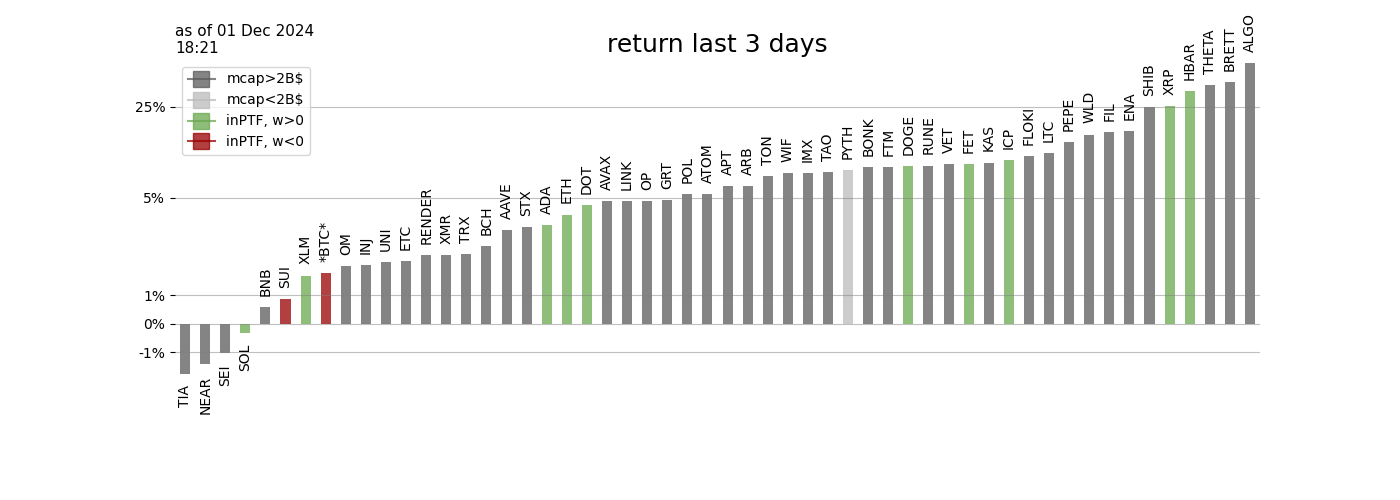 as of 01 Dec 2024
18:21
return last 3 days
mcap>2B$
mcap<2B$
inPTF, w>0
inPTF, w<0
25%
5%
1%
0%
-1%
TIA
NEAR
SEI
SOL
BNB
SUI
XLM
*BTC*
OM
INJ
UNI
ETC
RENDER
XMR
TRX
BCH
AAVE
STX
ADA
ETH
DOT
AVAX
LINK
OP
GRT
POL
ATOM
APT
ARB
TON
WIF
IMX
TAO
PYTH
BONK
FTM
DOGE
RUNE
VET
FET
KAS
ICP
FLOKI
LTC
PEPE
WLD
FIL
ENA
SHIB
XRP
HBAR
THETA
BRETT
ALGO